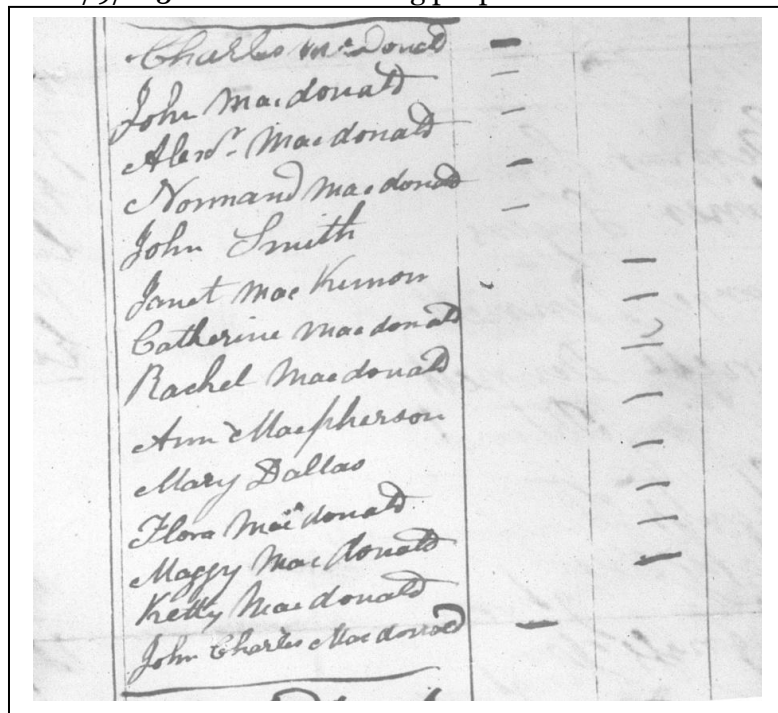 Charles McDonald
John Macdonald
Alexr. Macdonald
Normand Macdonald
John Smith
Janet MacKinnon
Catherine Macdonald
Rachel Macdonald
Ann Macpherson
Mary Dallas
Flora Macdonald
Maggy Macdonald
Ketty Macdonald
John Charles Macdonald